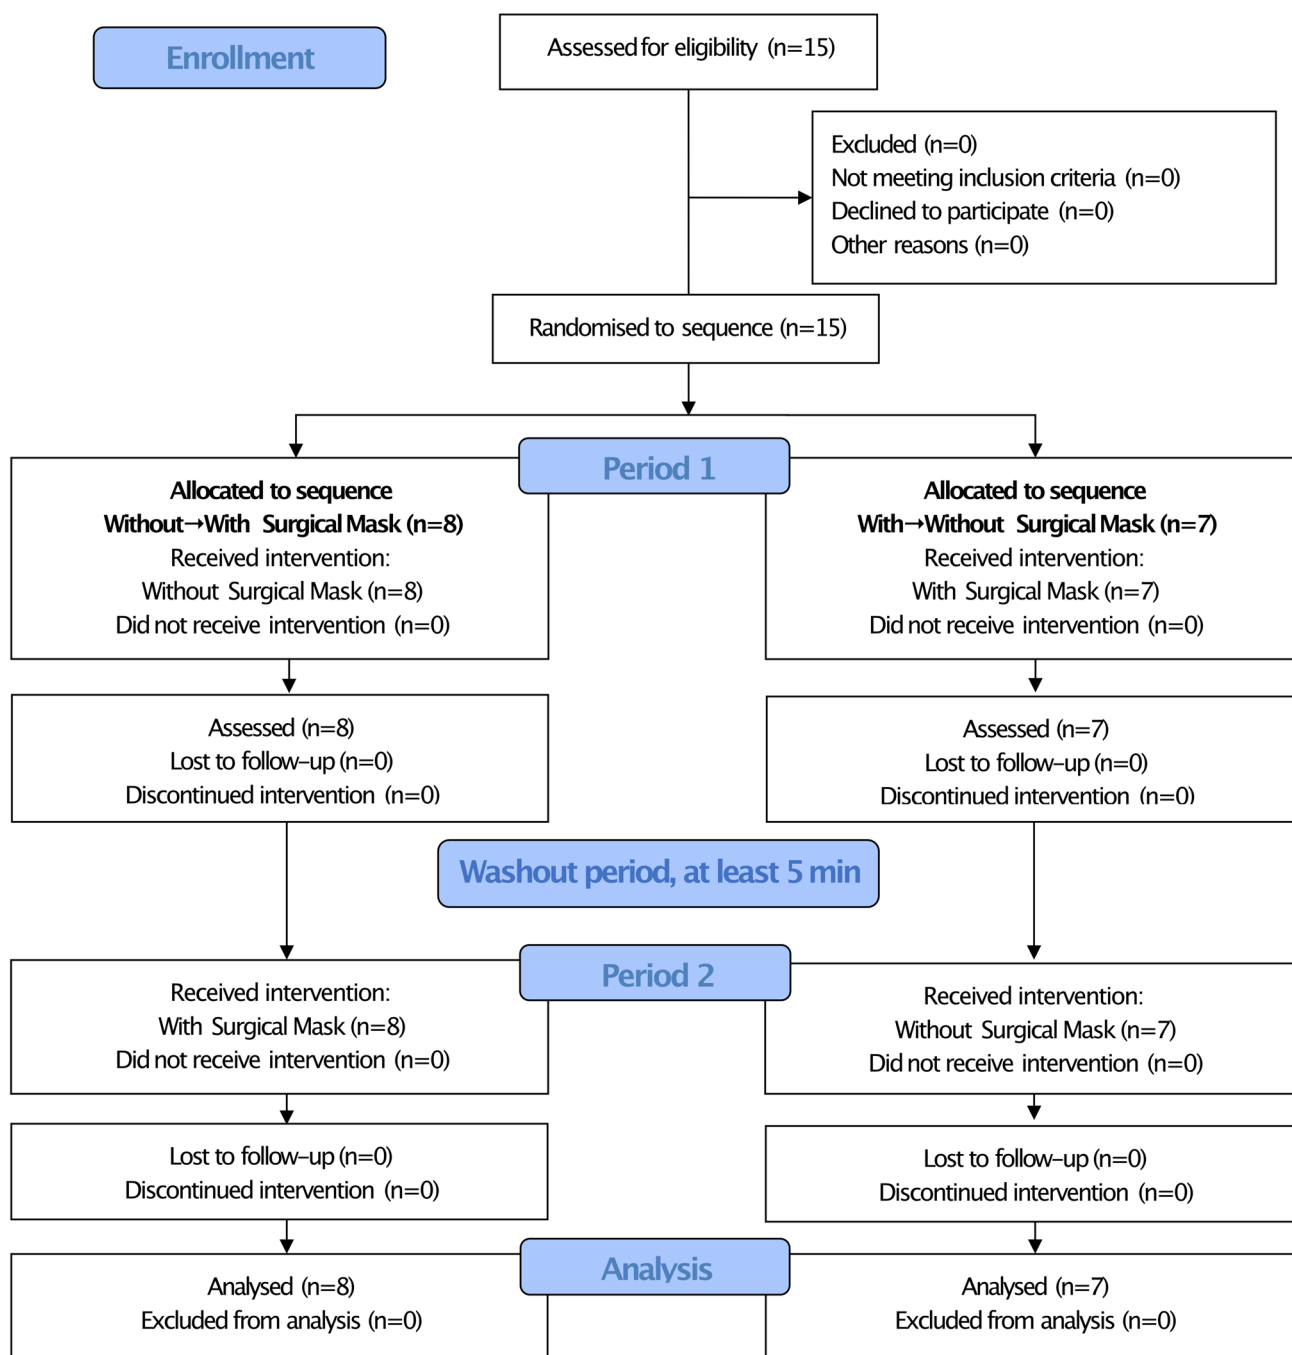 Enrollment
Assessed for eligibility (n=15)
Excluded (n=0)
Not meeting inclusion criteria (n=0)
Declined to participate (n=0)
Other reasons (n=0)
Randomised to sequence (n=15)
Period 1
Allocated to sequence
Without→With Surgical Mask (n=8)
Received intervention:
Without Surgical Mask (n=8)
Did not receive intervention (n=0)
Allocated to sequence
With→Without Surgical Mask (n=7)
Received intervention:
With Surgical Mask (n=7)
Did not receive intervention (n=0)
Assessed (n=8)
Lost to follow-up (n=0)
Discontinued intervention (n=0)
Assessed (n=7)
Lost to follow-up (n=0)
Discontinued intervention (n=0)
Washout period, at least 5 min
Period 2
Received intervention:
With Surgical Mask (n=8)
Did not receive intervention (n=0)
Received intervention:
Without Surgical Mask (n=7)
Did not receive intervention (n=0)
Lost to follow-up (n=0)
Discontinued intervention (n=0)
Lost to follow-up (n=0)
Discontinued intervention (n=0)
Analysis
Analysed (n=8)
Excluded from analysis (n=0)
Analysed (n=7)
Excluded from analysis (n=0)